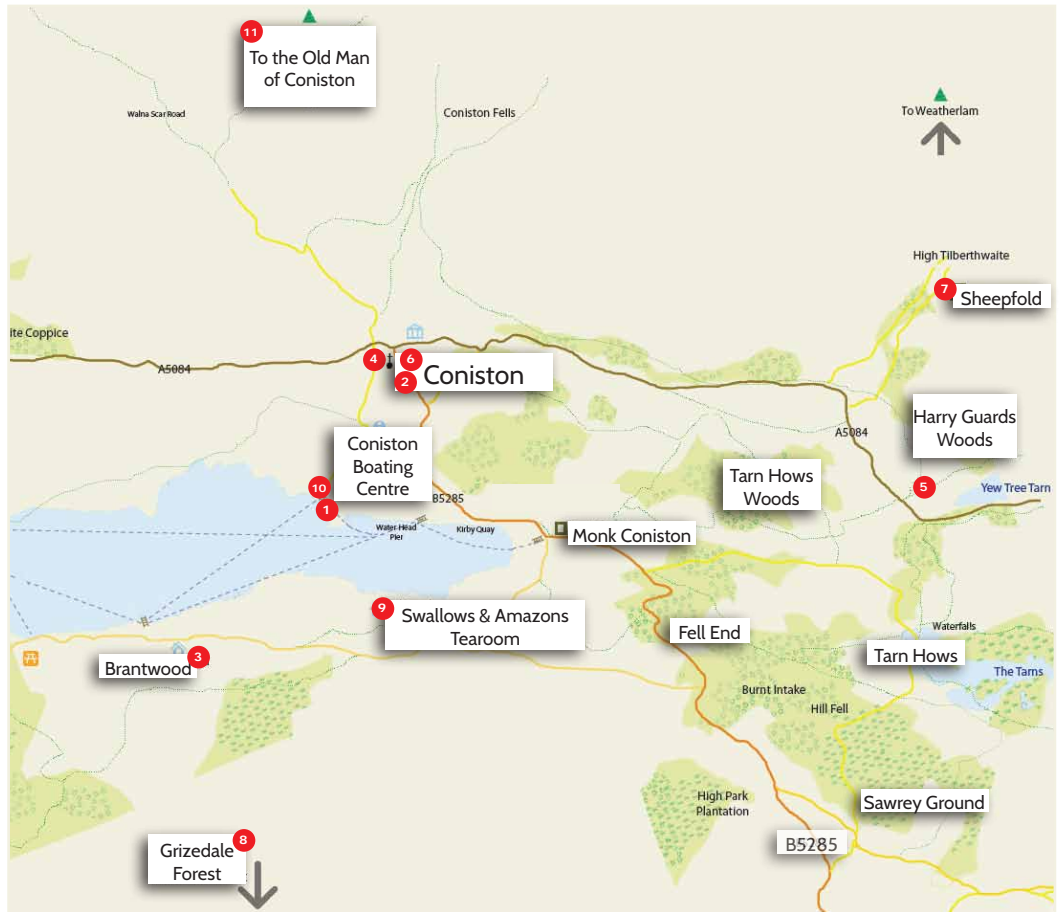 11
To the Old Man
of Coniston
Walna Scar Road
Coniston Fells
To Weatherlam
High Tilberthwaite
7
Sheepfold
ite Coppice
A5084
4
6
2
Coniston
Harry Guards
Woods
A5084
Coniston
Boating
Centre
Tarn Hows
Woods
5
Yew Tree Tarn
10
1
B5285
Water Head
Pier
Kirby Quay
Monk Coniston
9
Swallows & Amazons
Tearoom
Fell End
Waterfalls
Tarn Hows
3
Brantwood
The Tarns
Burnt Intake
Hill Fell
High Park
Plantation
Sawrey Ground
8
Grizedale
Forest
B5285